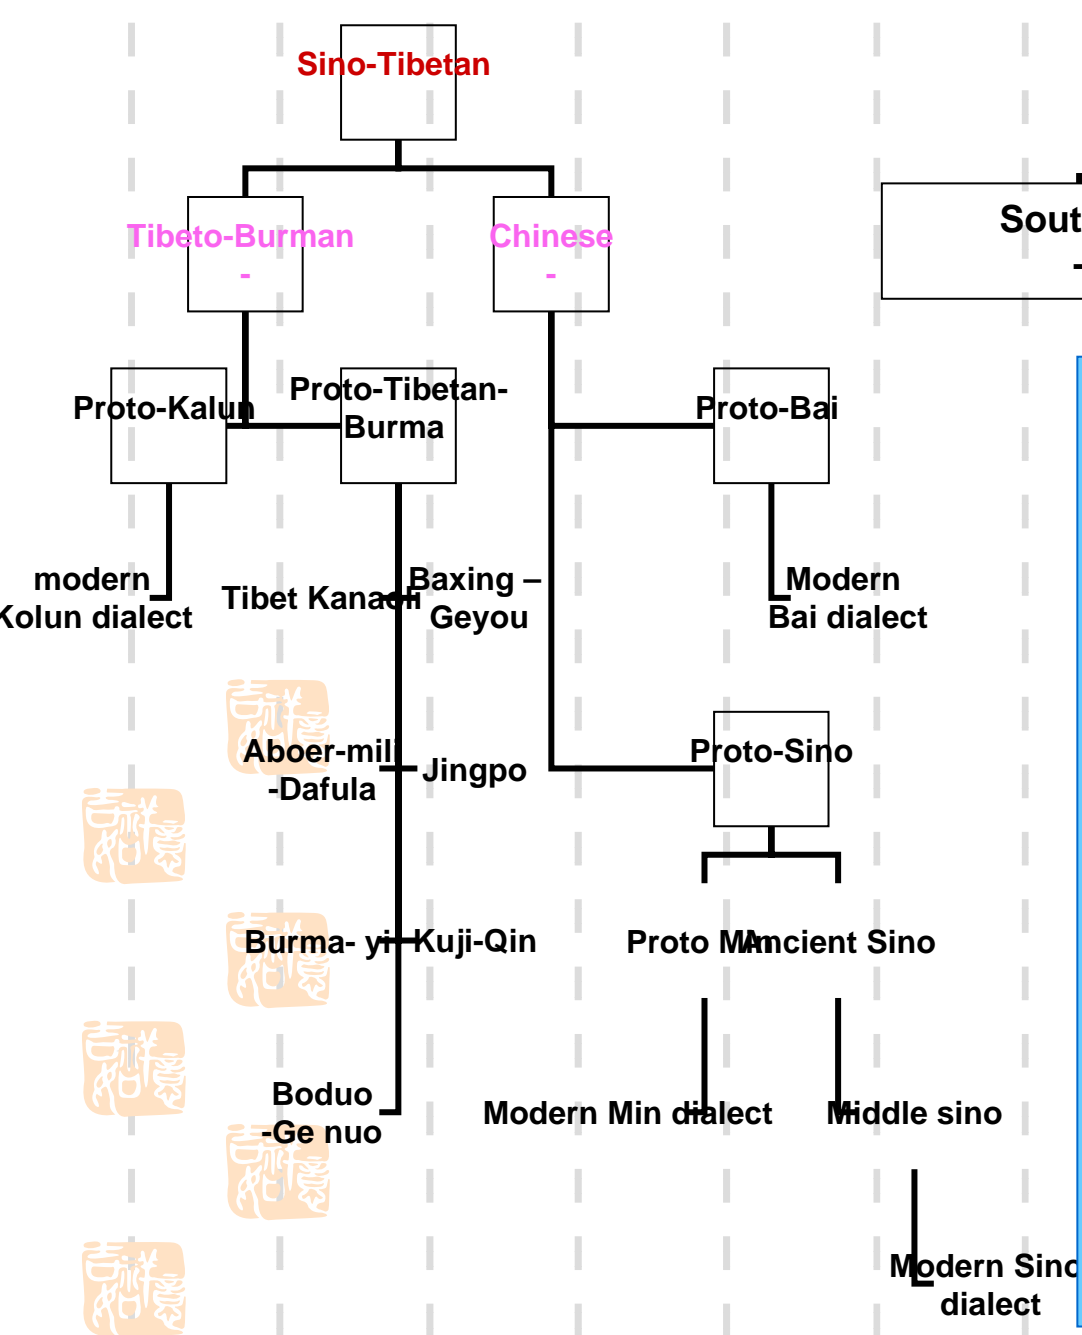 Sino-Tibetan
Tibeto-Burman
-
Chinese
-
Sout
-
Proto-Kalun
Proto-Tibetan-
Burma
Proto-Bai
modern
Kolun dialect
Tibet Kanaoli
Baxing –
Geyou
Modern
Bai dialect
Aboer-mili
-Dafula
Jingpo
Proto-Sino
Burma- yi
Kuji-Qin
Proto Min
Ancient Sino
Boduo
-Ge nuo
Modern Min dialect
Middle sino
Modern Sino
dialect